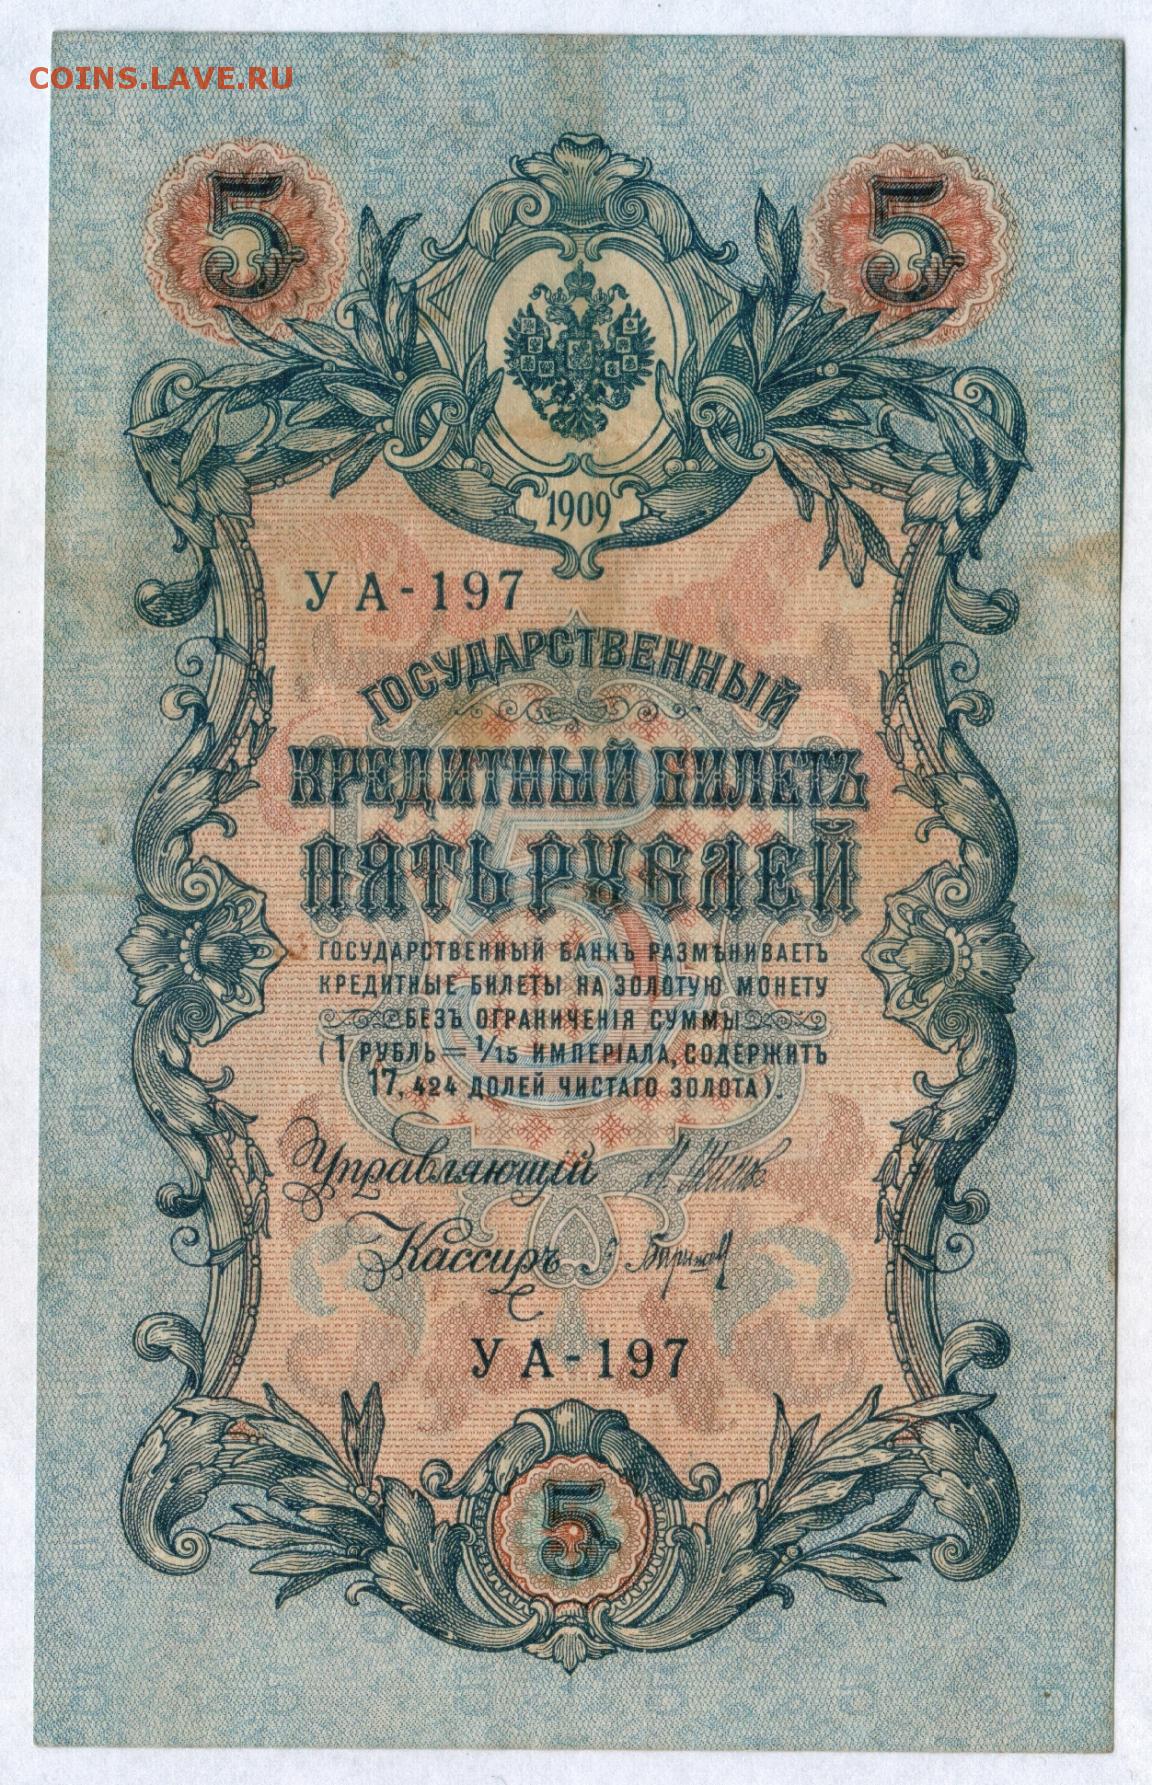 COINS.LAVE.RU
5 5
1909
УА-197
ГОСУДАРСТВЕННЫЙ
КРЕДИТНЫЙ БИЛЕТЪ
5
ПЯТЬ РУБЛЕЙ
ГОСУДАРСТВЕННЫЙ БАНКЪ РАЗМѢНИВАЕТЪ
КРЕДИТНЫЕ БИЛЕТЫ НА ЗОЛОТУЮ МОНЕТУ
БЕЗЪ ОГРАНИЧЕНІЯ СУММЫ
(1 РУБЛЬ = 1/15 ИМПЕРІАЛА, СОДЕРЖИТЪ
17,424 ДОЛЕЙ ЧИСТАГО ЗОЛОТА).
Управляющій
Кассиръ
УА-197
5